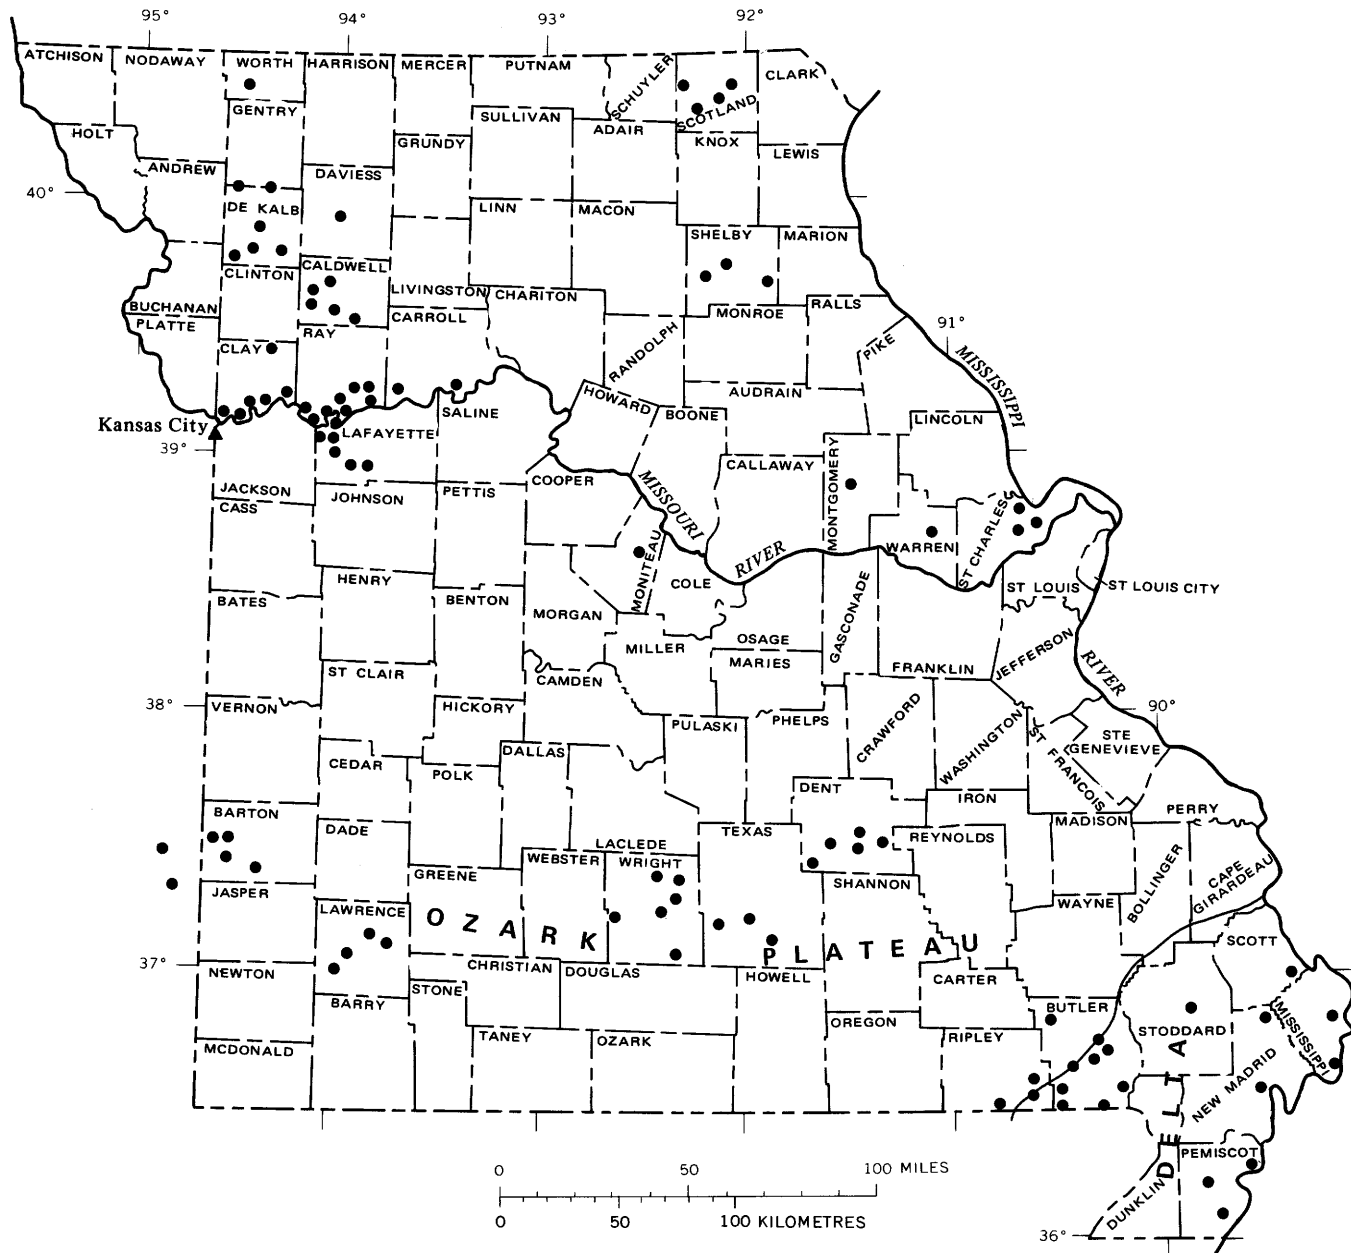 95° 94° 93° 92°
ATCHISON NODAWAY WORTH HARRISON MERCER PUTNAM SCHUYLER SCOTLAND CLARK
GENTRY SULLIVAN ADAIR
HOLT GRUNDY KNOX LEWIS
ANDREW DAVIESS
40° DE KALB LINN MACON
SHELBY MARION
CLINTON CALDWELL
BUCHANAN LIVINGSTON CHARITON RALLS
PLATTE RAY CARROLL MONROE
91°
CLAY RANDOLPH PIKE MISSISSIPPI
HOWARD AUDRAIN
Kansas City LAFAYETTE SALINE BOONE LINCOLN
39° CALLAWAY MONTGOMERY
JACKSON JOHNSON PETTIS COOPER MISSOURI
CASS
RIVER WARREN ST CHARLES
HENRY MONITEAU COLE ST LOUIS ST LOUIS CITY
BATES BENTON MORGAN GASCONADE
MILLER OSAGE JEFFERSON
ST CLAIR CAMDEN MARIES FRANKLIN RIVER
38° VERNON HICKORY PULASKI PHELPS CRAWFORD WASHINGTON 90°
ST FRANCOIS STE
GENEVIEVE
CEDAR POLK DALLAS
DENT IRON
BARTON DADE TEXAS REYNOLDS MADISON PERRY
LACLEDE
WEBSTER WRIGHT
JASPER GREENE SHANNON BOLLINGER CAPE
GIRARDEAU
LAWRENCE WAYNE
OZARK PLATEAU
SCOTT
37° NEWTON CHRISTIAN DOUGLAS HOWELL CARTER
BARRY STONE BUTLER
OREGON STODDARD MISSISSIPPI
MCDONALD TANEY OZARK RIPLEY
NEW MADRID
DELTA
PEMISCOT
DUNKLIN
36°
0 50 100 MILES
0 50 100 KILOMETRES